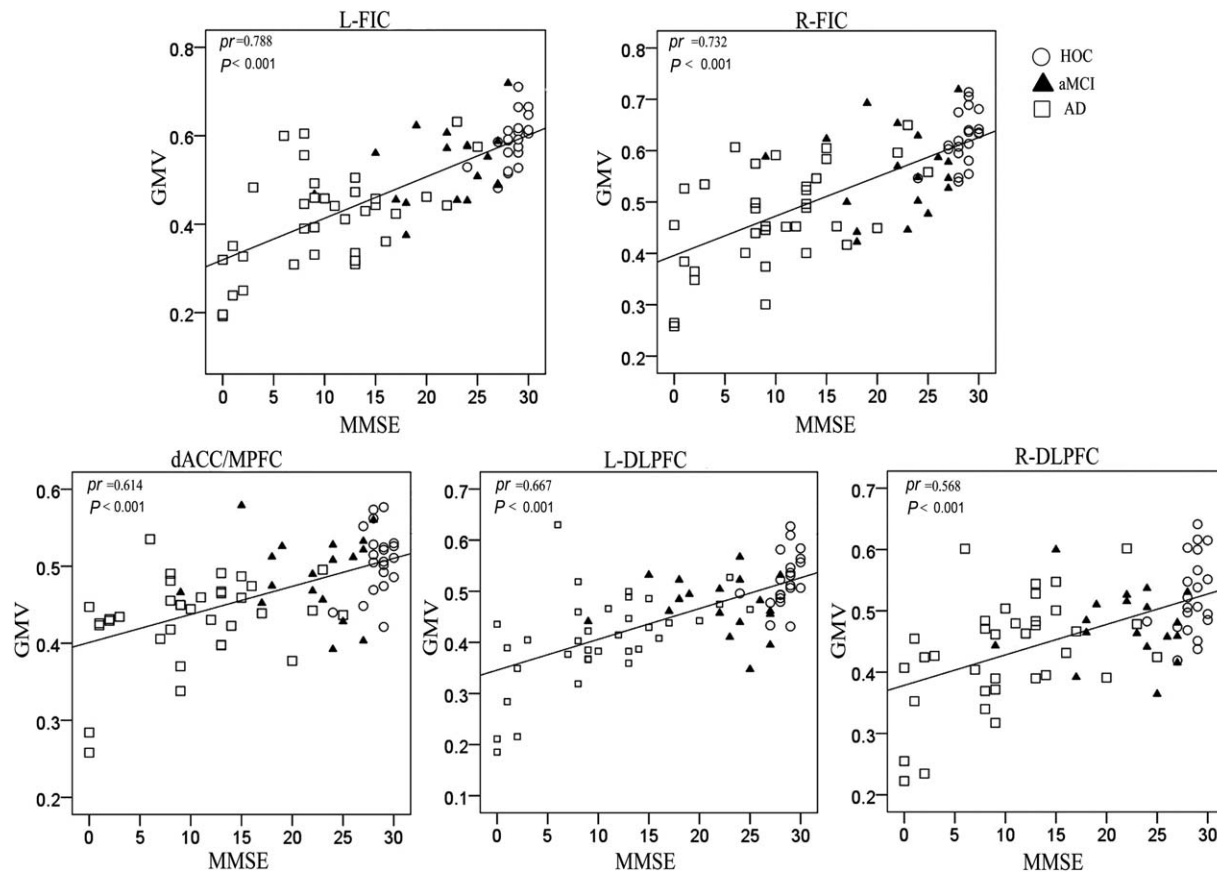 L-FIC
pr=0.788
P< 0.001
0.8
0.6
0.4
0.2
GMV
0 5 10 15 20 25 30
MMSE
R-FIC
pr=0.732
P< 0.001
0.8
0.7
0.6
0.5
0.4
0.3
0.2
GMV
0 5 10 15 20 25 30
MMSE
HOC
aMCI
AD
dACC/MPFC
pr=0.614
P< 0.001
0.6
0.5
0.4
0.3
0.2
GMV
0 5 10 15 20 25 30
MMSE
L-DLPFC
pr=0.667
P< 0.001
0.7
0.6
0.5
0.4
0.3
0.2
0.1
GMV
0 5 10 15 20 25 30
MMSE
R-DLPFC
pr=0.568
P< 0.001
0.7
0.6
0.5
0.4
0.3
0.2
GMV
0 5 10 15 20 25 30
MMSE